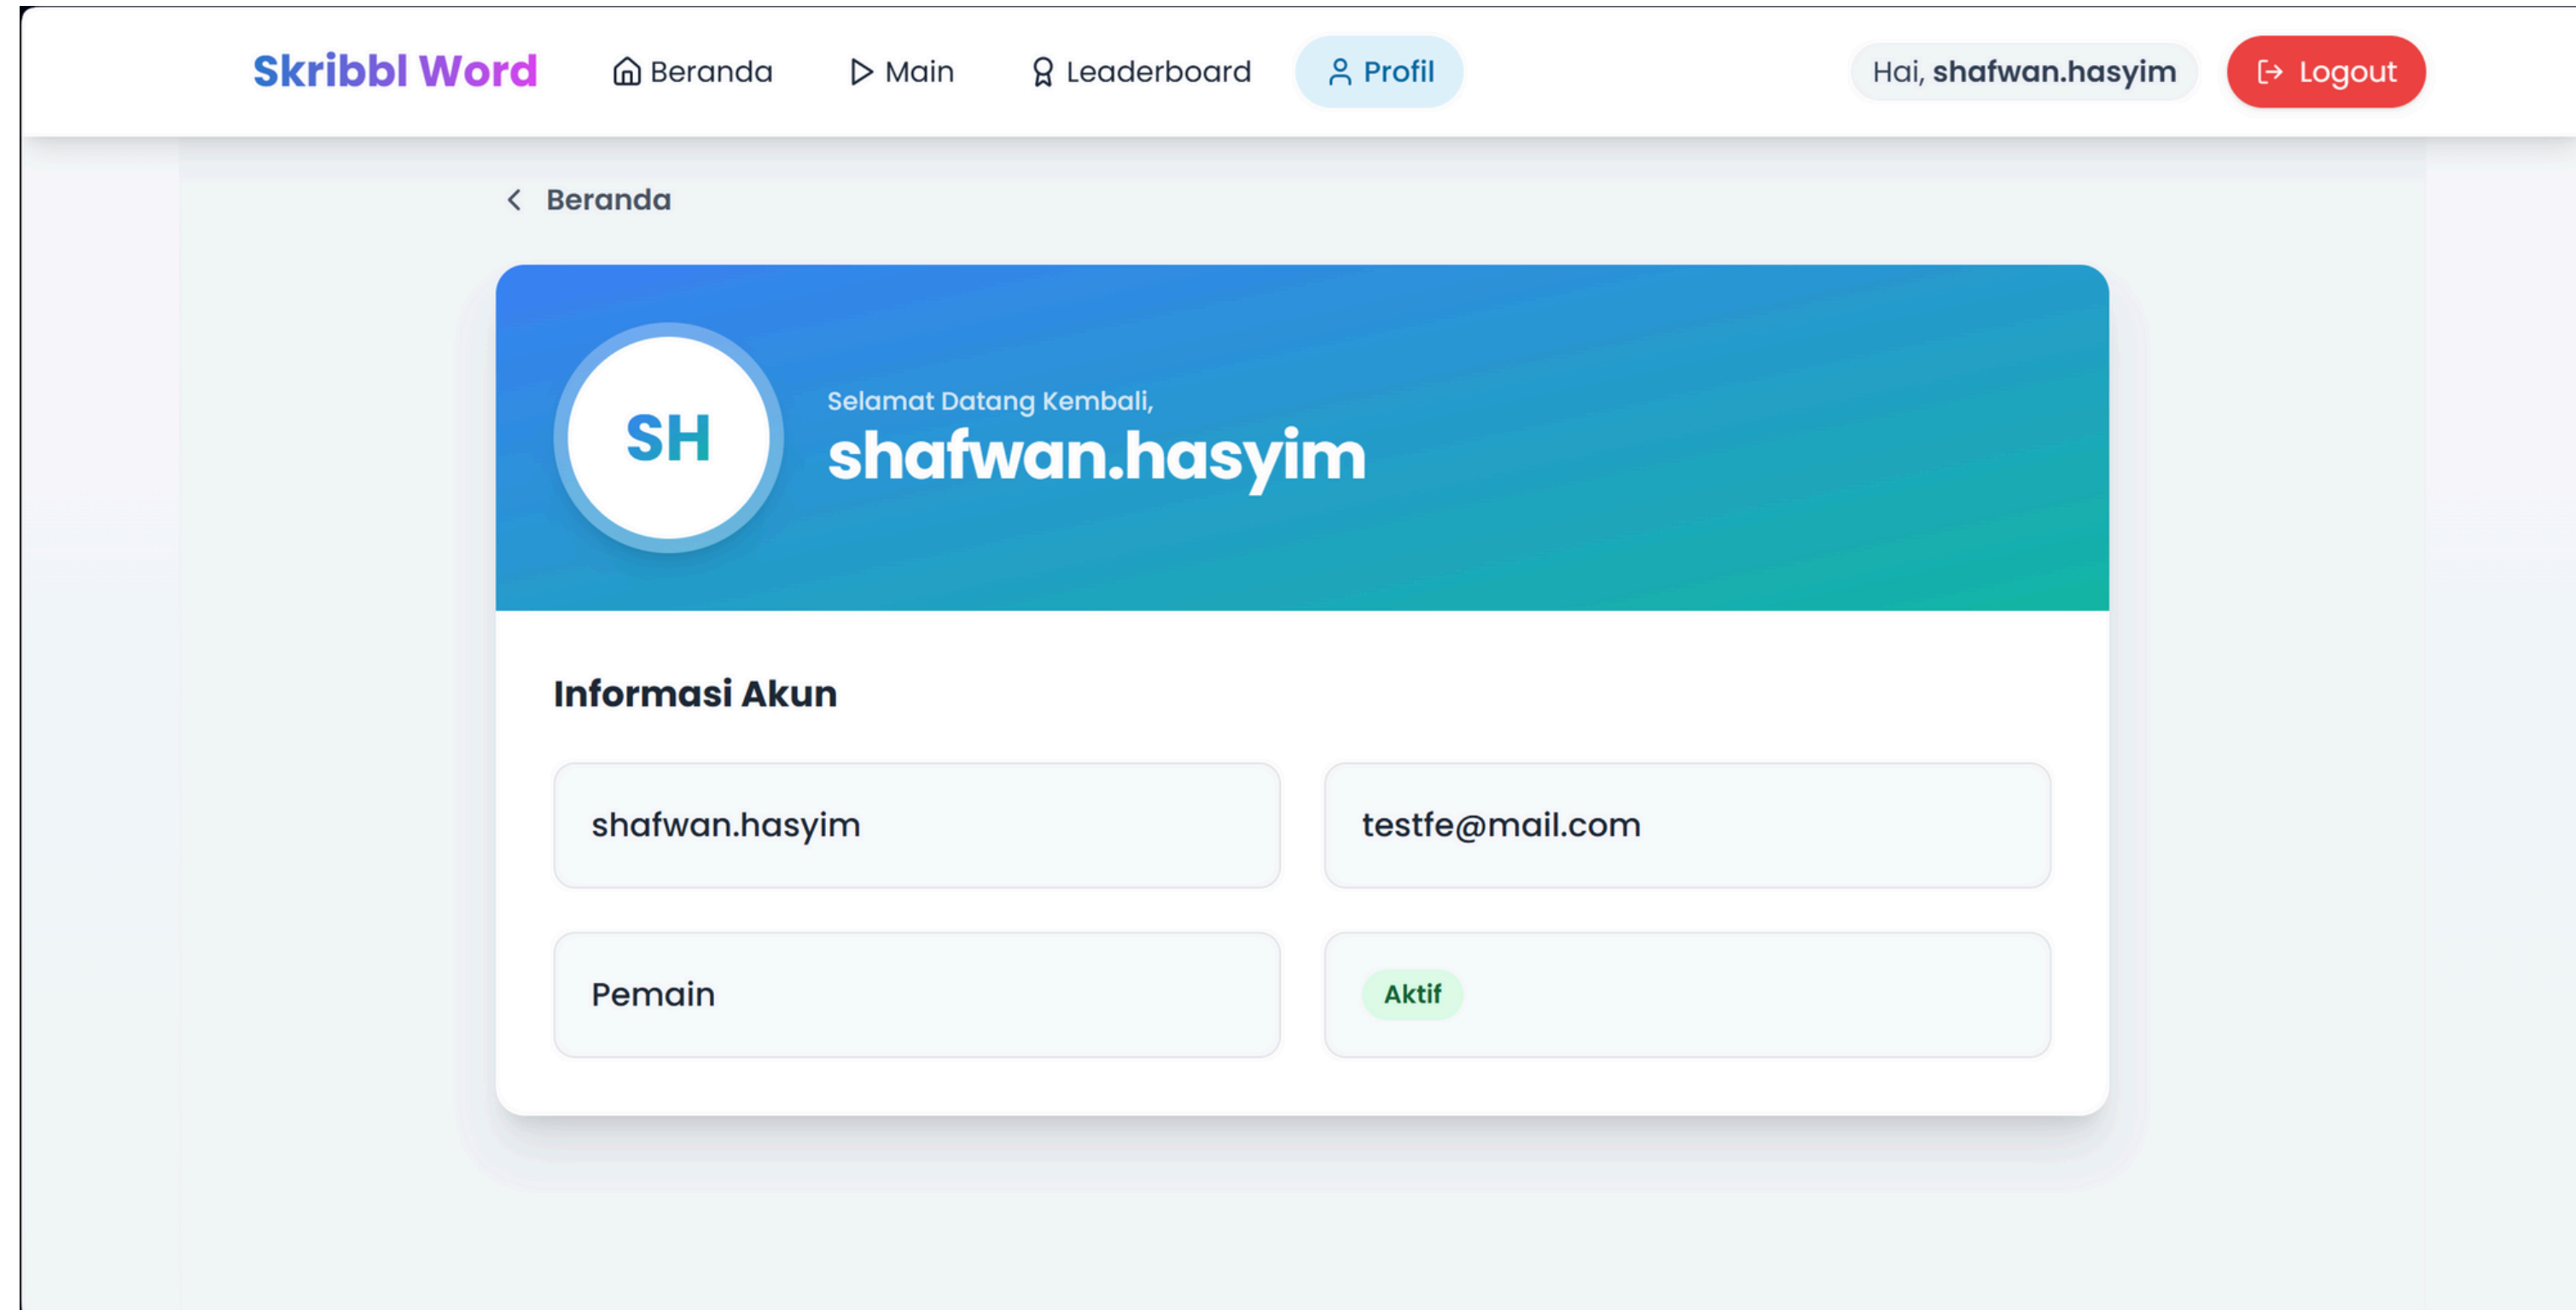 Skribbl Word Beranda Main Leaderboard Profil Hai, shafwan.hasyim Logout
Beranda
SH
Selamat Datang Kembali,
shafwan.hasyim
Informasi Akun
shafwan.hasyim testfe@mail.com
Pemain Aktif